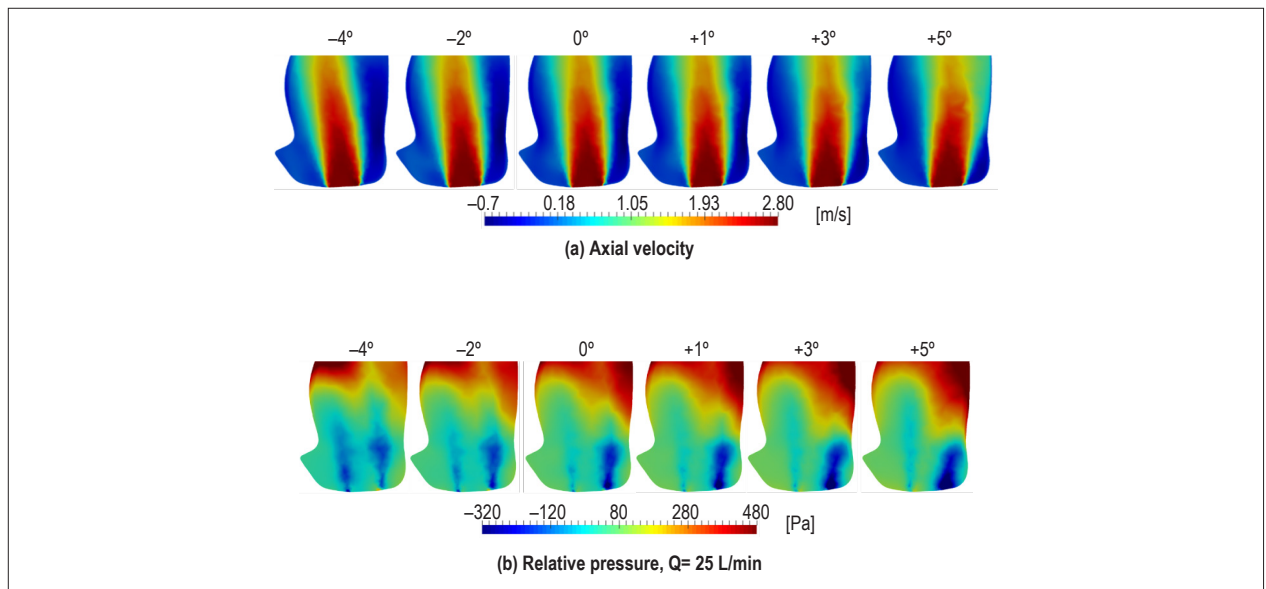 –4º –2º 0º +1º +3º +5º
–0.7 0.18 1.05 1.93 2.80 [m/s]
(a) Axial velocity
–4º –2º 0º +1º +3º +5º
–320 –120 80 280 480 [Pa]
(b) Relative pressure, Q= 25 L/min